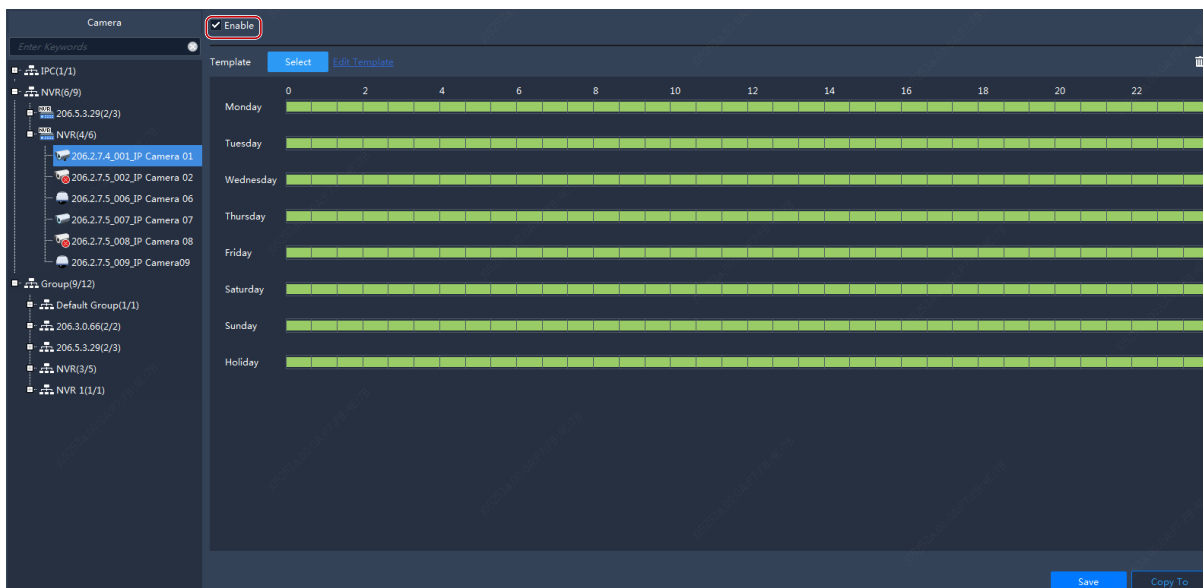 Camera
Enable
Enter Keywords
Template Select Edit Template
IPC(1/1)
NVR(6/9)
206.5.3.29(2/3)
NVR(4/6)
206.2.7.4_001_IP Camera 01
206.2.7.5_002_IP Camera 02
206.2.7.5_006_IP Camera 06
206.2.7.5_007_IP Camera 07
206.2.7.5_008_IP Camera 08
206.2.7.5_009_IP Camera09
Group(9/12)
Default Group(1/1)
206.3.0.66(2/2)
206.5.3.29(2/3)
NVR(3/5)
NVR 1(1/1)
0 2 4 6 8 10 12 14 16 18 20 22
Monday
Tuesday
Wednesday
Thursday
Friday
Saturday
Sunday
Holiday
Save Copy To